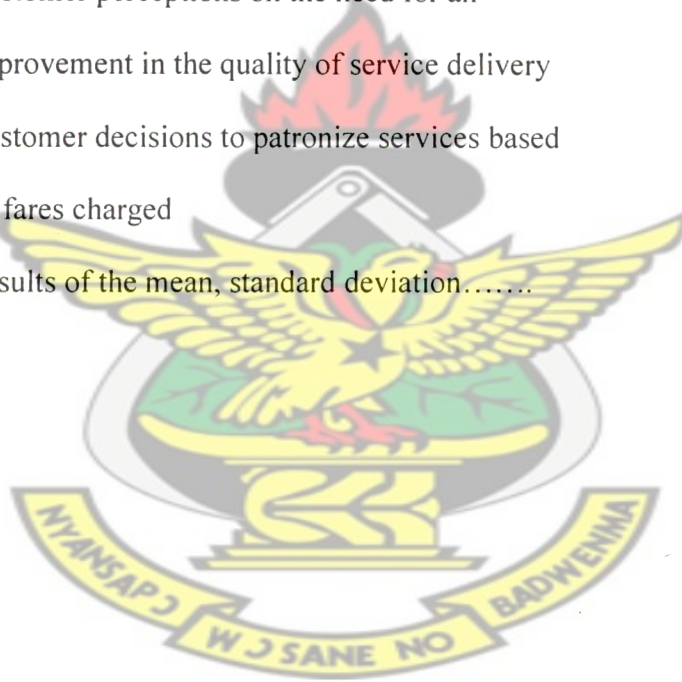 provement in the quality of service delivery
stomer decisions to patronize services based
fares charged
sults of the mean, standard deviation.......
NYANSAPƆ
WƆSANE NO
BADWENMA